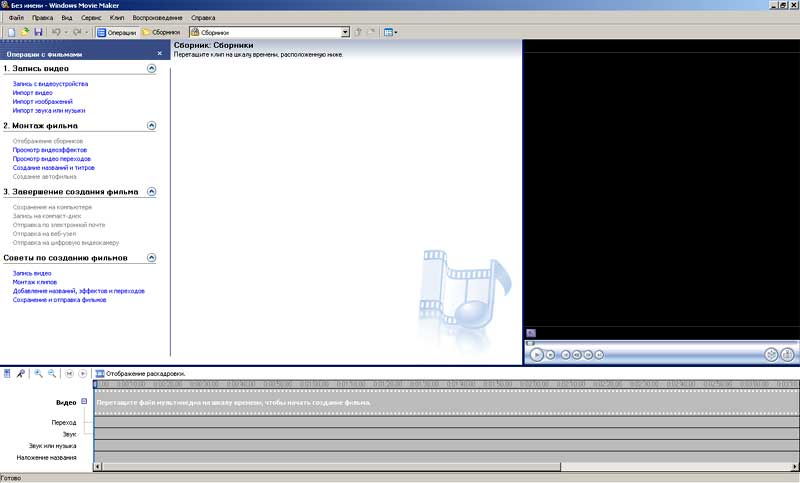 Без имени - Windows Movie Maker
Файл Правка Вид Сервис Клип Воспроизведение Справка
Операции Сборники Сборники
Операции с фильмами
1. Запись видео
Запись с видеоустройства
Импорт видео
Импорт изображений
Импорт звука или музыки
2. Монтаж фильма
Отображение сборников
Просмотр видеоэффектов
Просмотр видео переходов
Создание названий и титров
Создание автофильма
3. Завершение создания фильма
Сохранение на компьютере
Запись на компакт-диск
Отправка по электронной почте
Отправка на веб-узел
Отправка на цифровую видеокамеру
Советы по созданию фильмов
Запись видео
Монтаж клипов
Добавление названий, эффектов и переходов
Сохранение и отправка фильмов
Сборник: Сборники
Перетащите клип на шкалу времени, расположенную ниже.
Отображение раскадровки.
0:00:10.00 0:00:20.00 0:00:30.00 0:00:40.00 0:00:50.00 0:01:00.00 0:01:10.00 0:01:20.00 0:01:30.00 0:01:40.00 0:01:50.00 0:02:00.00 0:02:10.00 0:02:20.00 0:02:30.00 0:02:40.00 0:02:50.00 0:03:00.00
Видео
Перетащите файл мультимедиа на шкалу времени, чтобы начать создание фильма.
Переход
Звук
Звук или музыка
Наложение названия
Готово